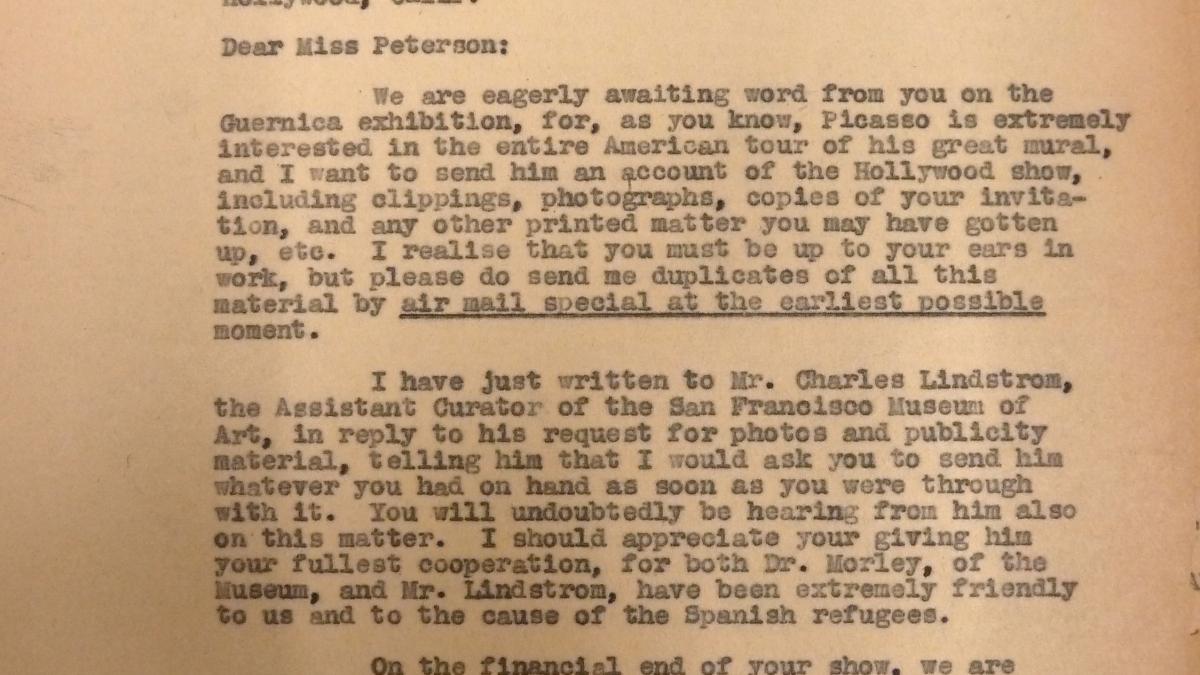 Hollywood, Calif.
Dear Miss Peterson:
We are eagerly awaiting word from you on the
Guernica exhibition, for, as you know, Picasso is extremely
interested in the entire American tour of his great mural,
and I want to send him an account of the Hollywood show,
including clippings, photographs, copies of your invita-
tion, and any other printed matter you may have gotten
up, etc. I realise that you must be up to your ears in
work, but please do send me duplicates of all this
material by air mail special at the earliest possible
moment.
I have just written to Mr. Charles Lindstrom,
the Assistant Curator of the San Francisco Museum of
Art, in reply to his request for photos and publicity
material, telling him that I would ask you to send him
whatever you had on hand as soon as you were through
with it. You will undoubtedly be hearing from him also
on this matter. I should appreciate your giving him
your fullest cooperation, for both Dr. Morley, of the
Museum, and Mr. Lindstrom, have been extremely friendly
to us and to the cause of the Spanish refugees.
On the financial end of your show, we are